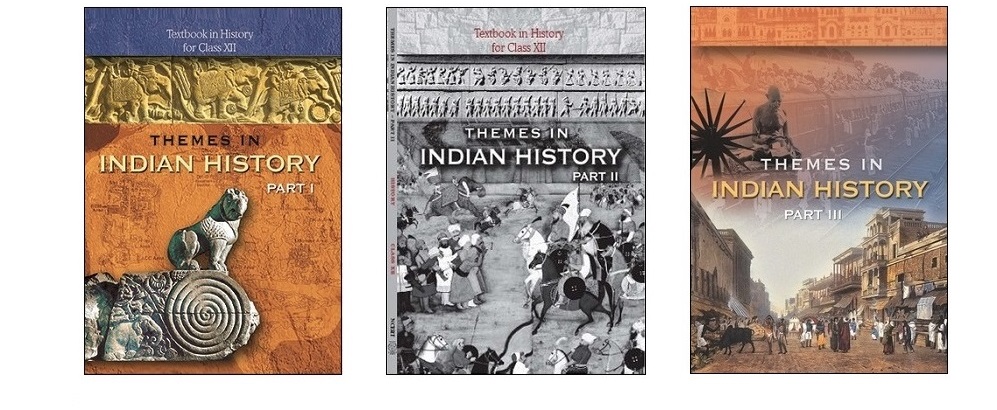 Textbook in History
for Class XII
THEMES IN
INDIAN HISTORY
PART I
Textbook in History
for Class XII
THEMES IN
INDIAN HISTORY
PART II
THEMES IN
INDIAN HISTORY
PART III